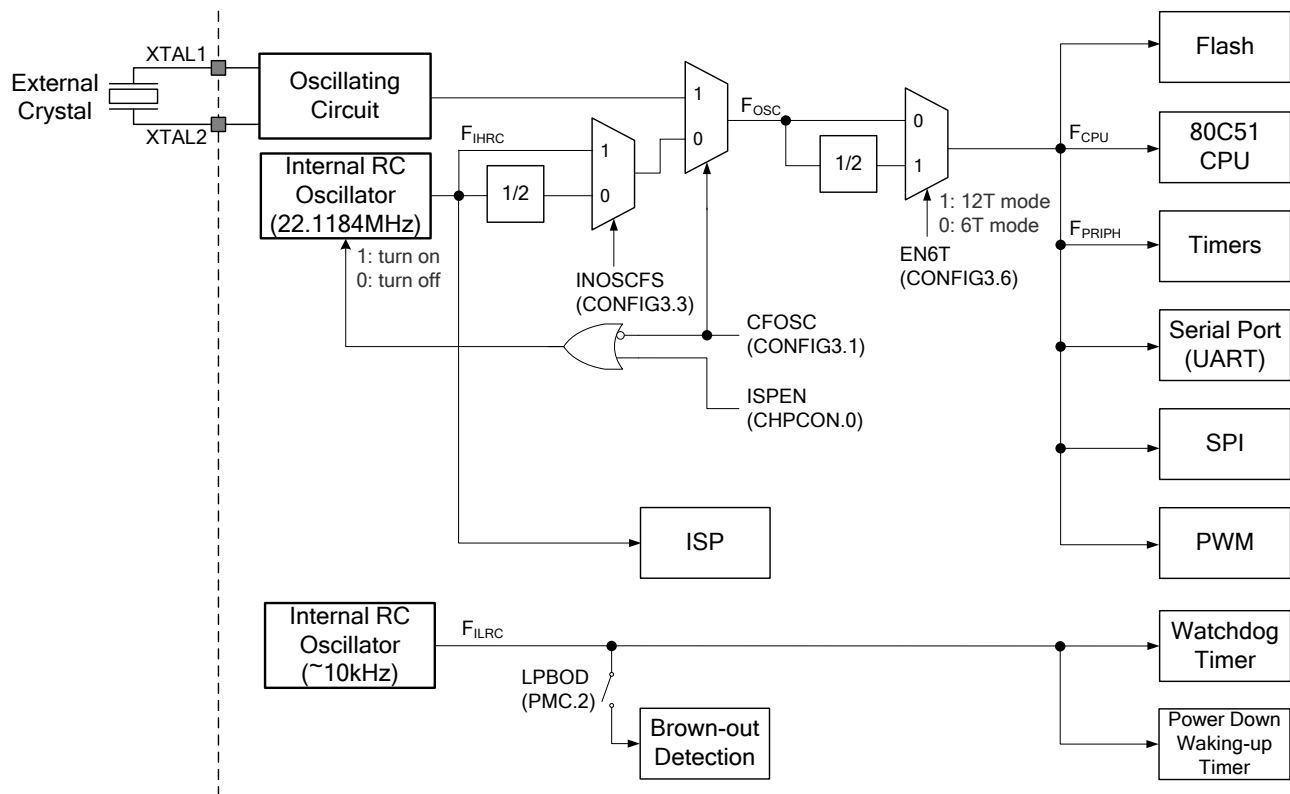 XTAL1
External
Crystal
XTAL2
Oscillating
Circuit
Internal RC
Oscillator
(22.1184MHz)
1: turn on
0: turn off
FIHRC
1/2
1
0
INOSCFS
(CONFIG3.3)
1
0
CFOSC
(CONFIG3.1)
ISPEN
(CHPCON.0)
FOSC
1/2
0
1
1: 12T mode
0: 6T mode
EN6T
(CONFIG3.6)
FCPU
FPRIPH
Flash
80C51
CPU
Timers
Serial Port
(UART)
SPI
PWM
ISP
Internal RC
Oscillator
(~10kHz)
FILRC
LPBOD
(PMC.2)
Brown-out
Detection
Watchdog
Timer
Power Down
Waking-up
Timer